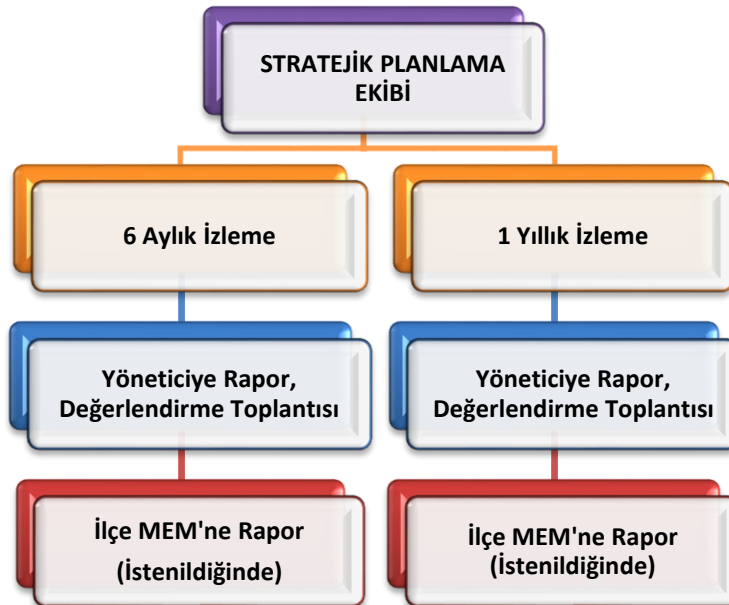 STRATEJİK PLANLAMA
EKİBİ
6 Aylık İzleme
1 Yıllık İzleme
Yöneticiye Rapor,
Değerlendirme Toplantısı
Yöneticiye Rapor,
Değerlendirme Toplantısı
İlçe MEM'ne Rapor
(İstenildiğinde)
İlçe MEM'ne Rapor
(İstenildiğinde)